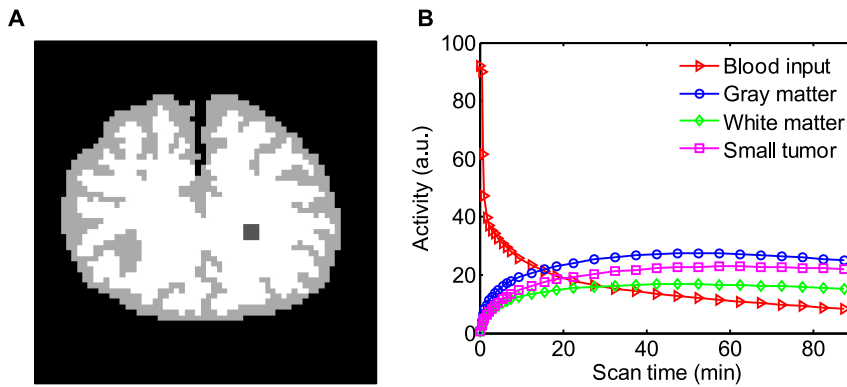 A
B
100
80
60
40
20
0
0
20
40
60
80
Activity (a.u.)
Scan time (min)
Blood input
Gray matter
White matter
Small tumor